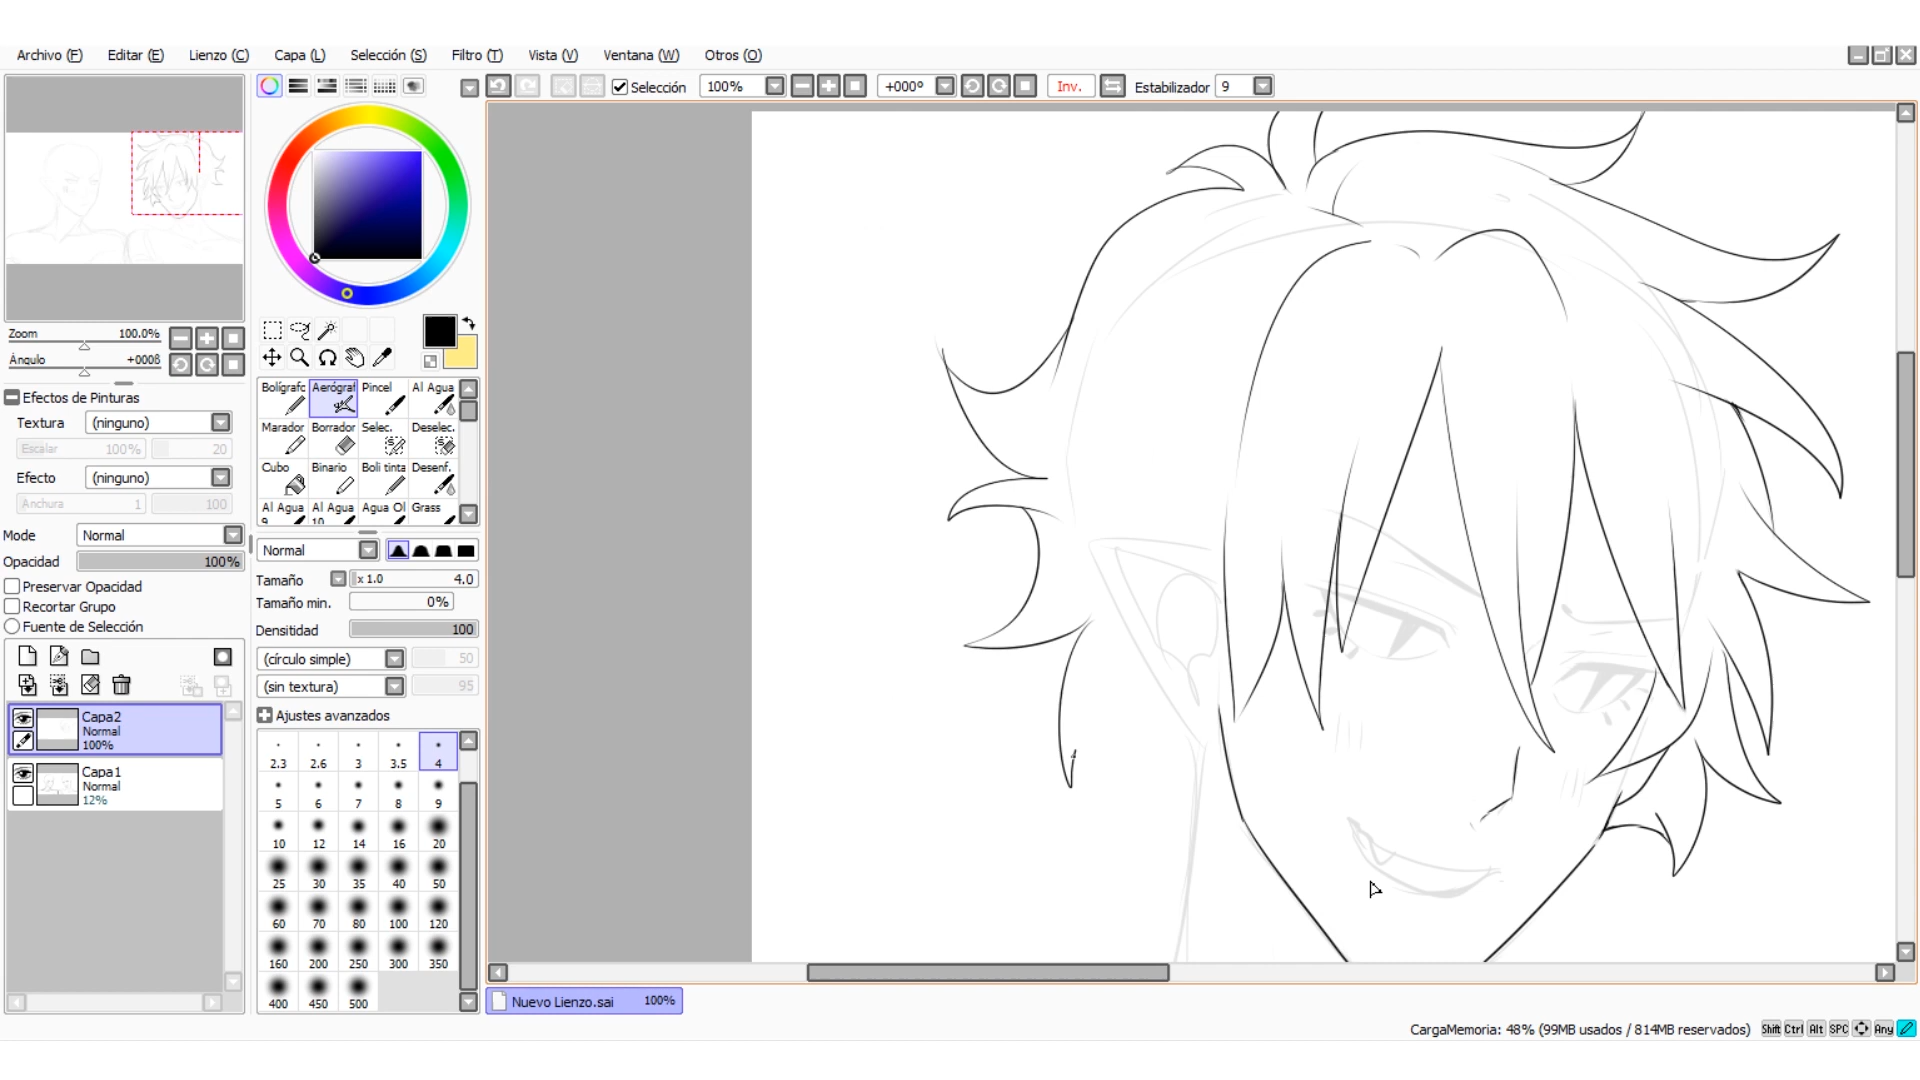 Archivo (F) Editar (E) Lienzo (C) Capa (L) Selección (S) Filtro (T) Vista (V) Ventana (W) Otros (O)
Selección 100% +000º Inv. Estabilizador 9
Zoom 100.0%
Ángulo +000ß
Efectos de Pinturas
Textura (ninguno)
Escalar 100% 20
Efecto (ninguno)
Anchura 1 100
Mode Normal
Opacidad 100%
Preservar Opacidad
Recortar Grupo
Fuente de Selección
Capa2
Normal
100%
Capa1
Normal
12%
Bolígrafc Aerógraf Pincel Al Agua
Marador Borrador Selec. Deselec.
Cubo Binario Boli tinta Desenf.
Al Agua 9 Al Agua 10 Agua Ol Grass
Normal
Tamaño x 1.0 4.0
Tamaño min. 0%
Densitidad 100
(círculo simple) 50
(sin textura) 95
Ajustes avanzados
2.3 2.6 3 3.5 4
5 6 7 8 9
10 12 14 16 20
25 30 35 40 50
60 70 80 100 120
160 200 250 300 350
400 450 500
Nuevo Lienzo.sai 100%
CargaMemoria: 48% (99MB usados / 814MB reservados) Shift Ctrl Alt SPC Any